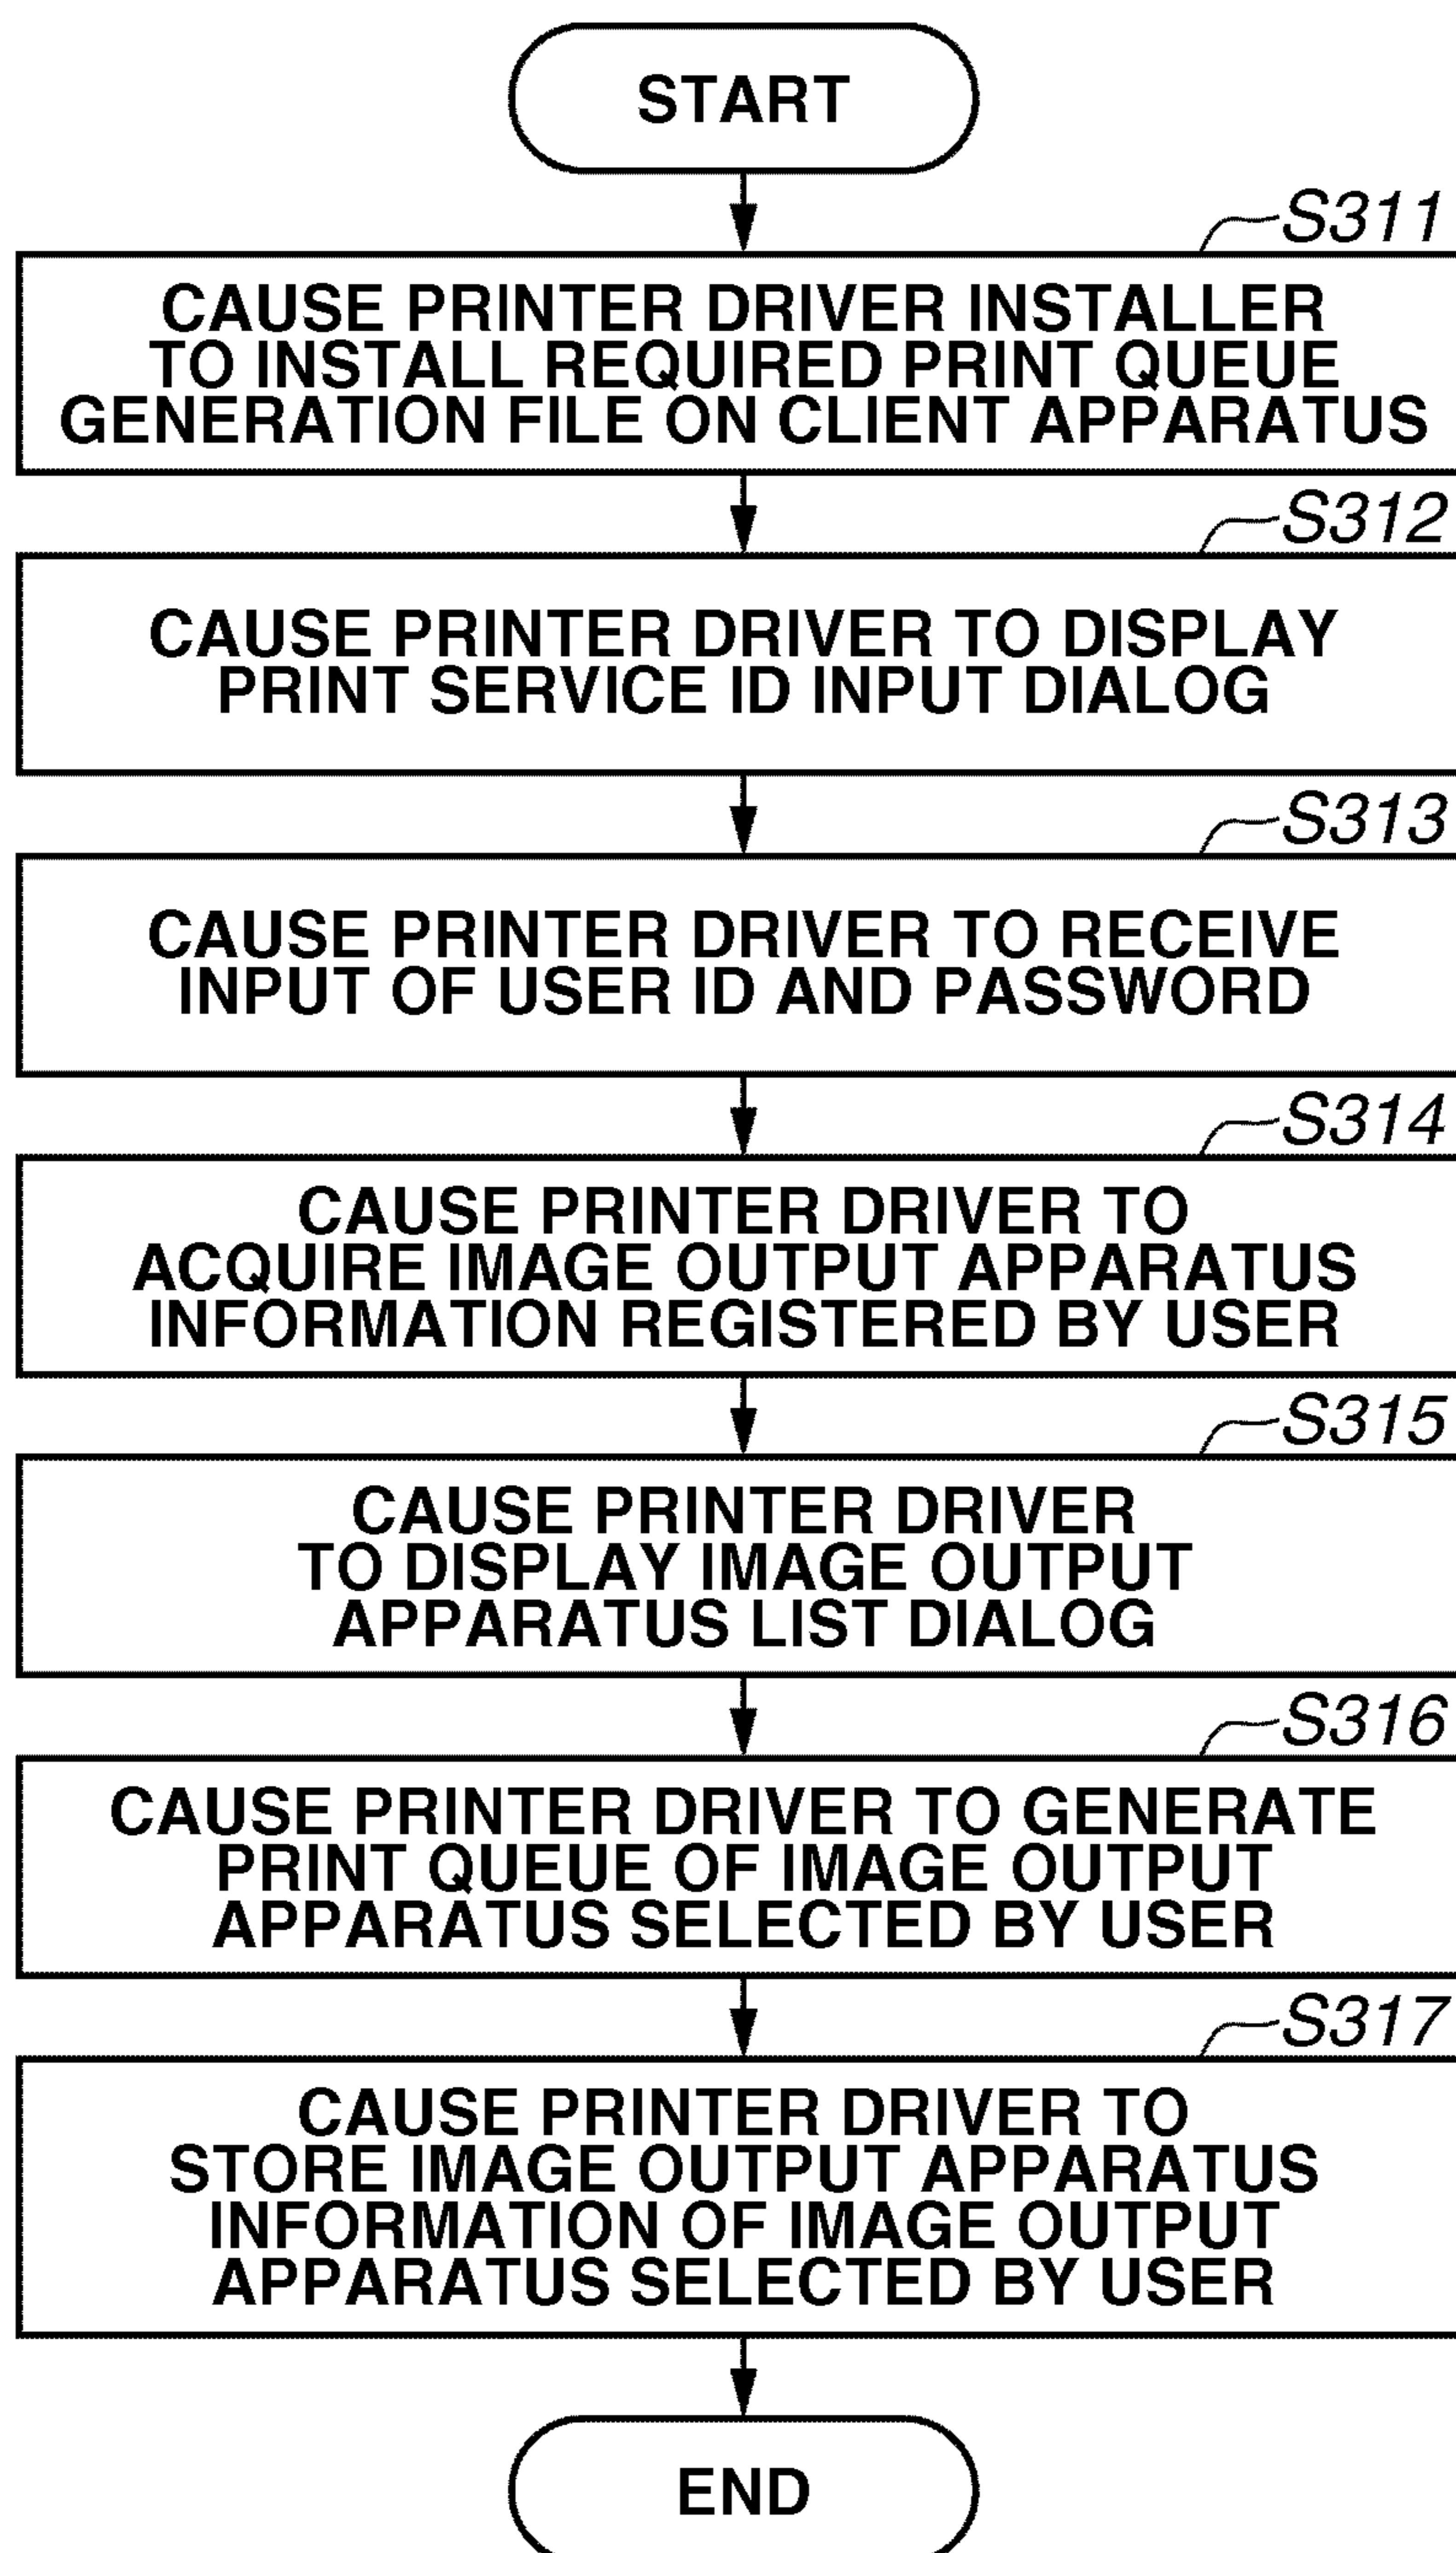 START
S311
CAUSE PRINTER DRIVER INSTALLER
TO INSTALL REQUIRED PRINT QUEUE
GENERATION FILE ON CLIENT APPARATUS
S312
CAUSE PRINTER DRIVER TO DISPLAY
PRINT SERVICE ID INPUT DIALOG
S313
CAUSE PRINTER DRIVER TO RECEIVE
INPUT OF USER ID AND PASSWORD
S314
CAUSE PRINTER DRIVER TO
ACQUIRE IMAGE OUTPUT APPARATUS
INFORMATION REGISTERED BY USER
S315
CAUSE PRINTER DRIVER
TO DISPLAY IMAGE OUTPUT
APPARATUS LIST DIALOG
S316
CAUSE PRINTER DRIVER TO GENERATE
PRINT QUEUE OF IMAGE OUTPUT
APPARATUS SELECTED BY USER
S317
CAUSE PRINTER DRIVER TO
STORE IMAGE OUTPUT APPARATUS
INFORMATION OF IMAGE OUTPUT
APPARATUS SELECTED BY USER
END